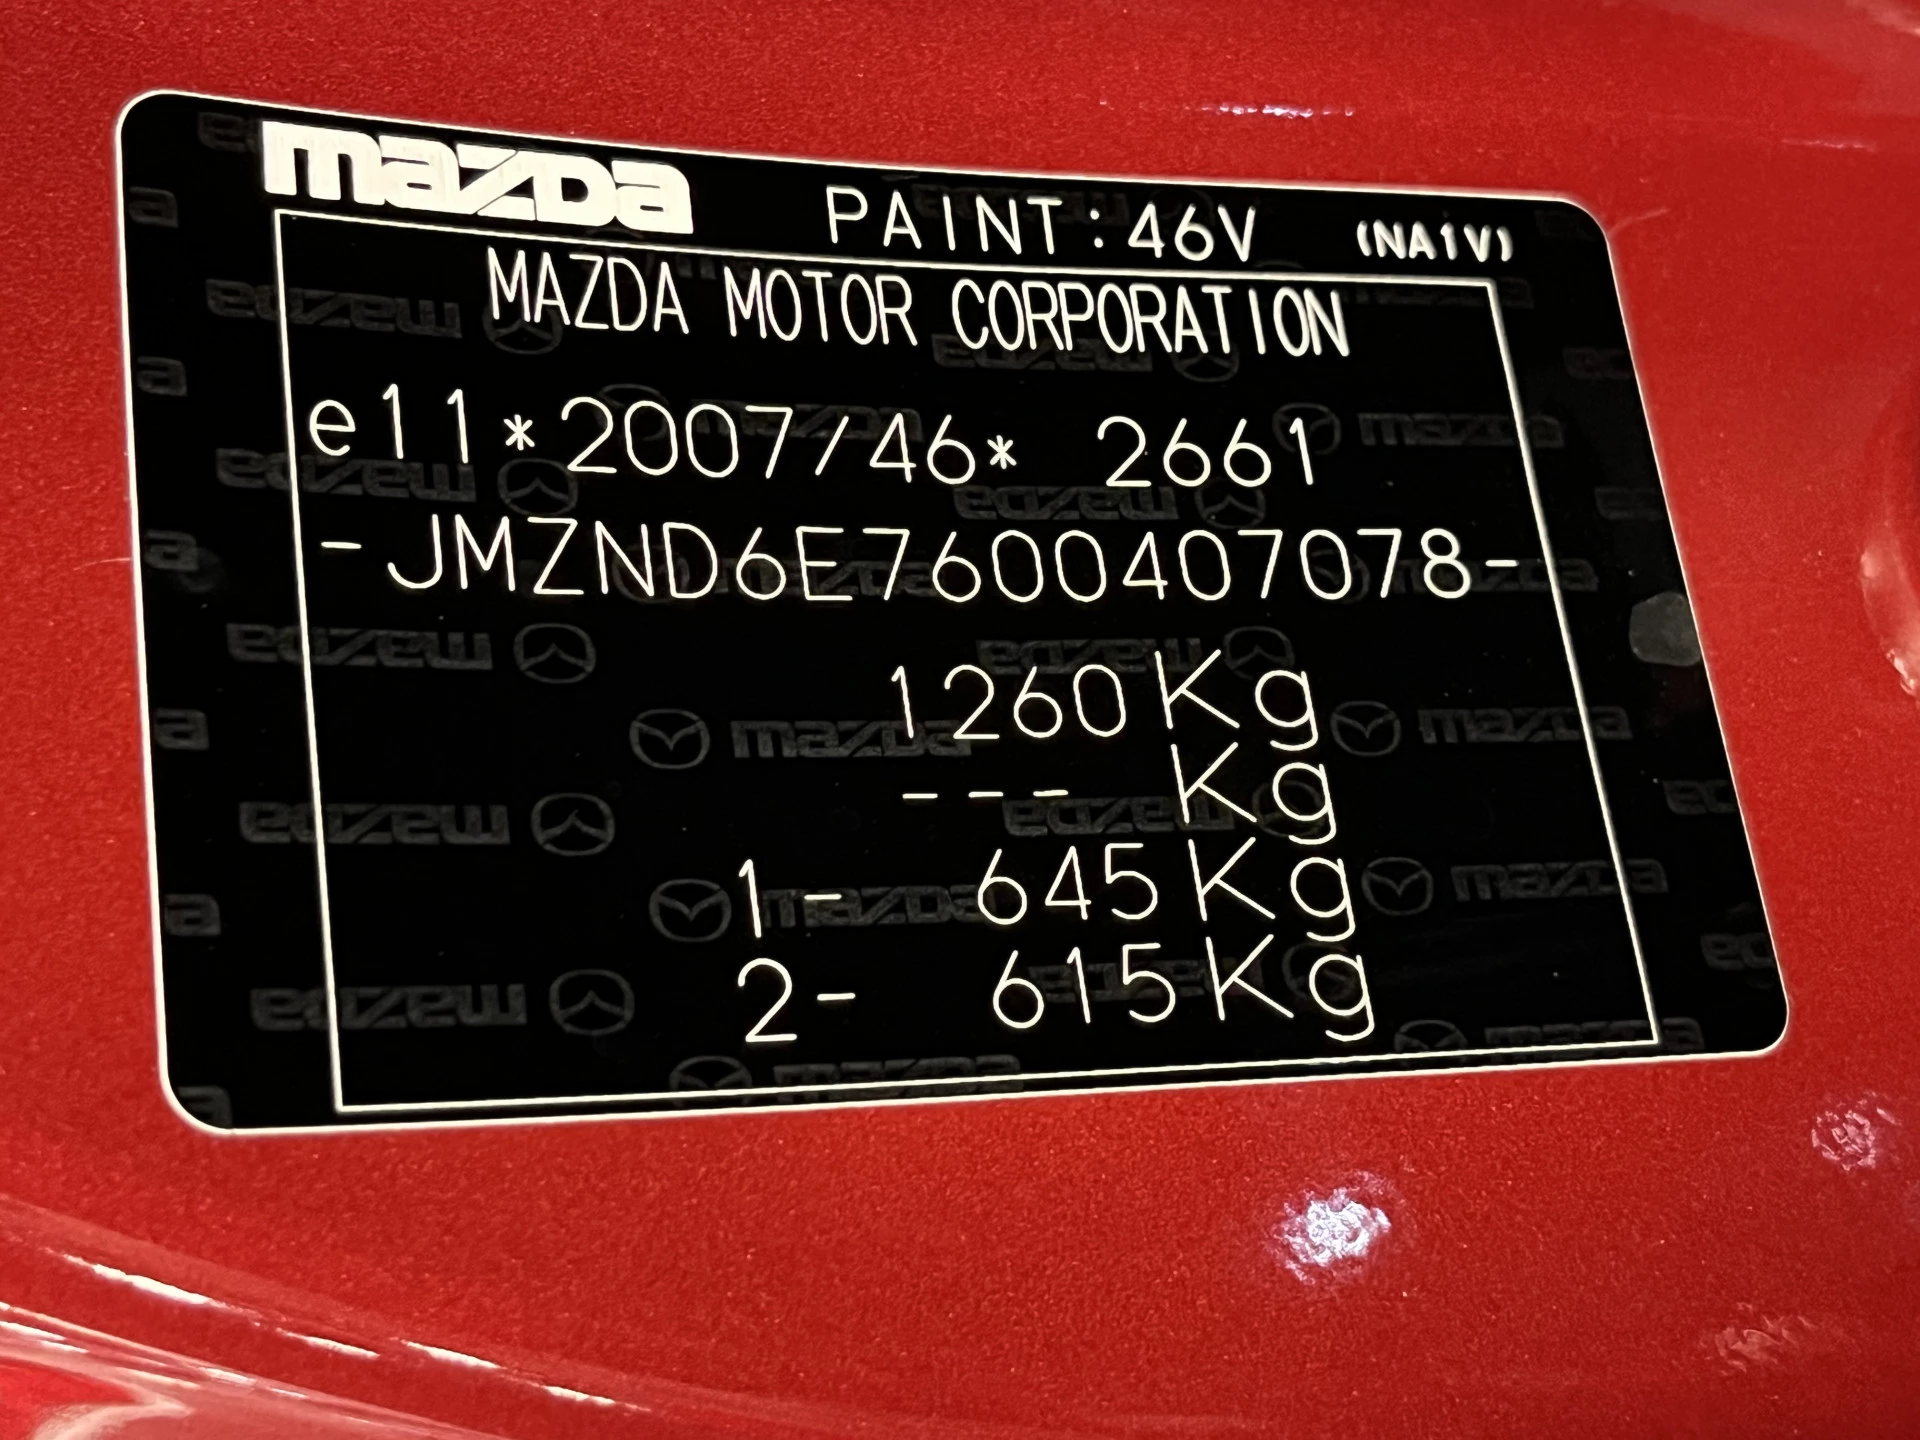 mazda PAINT:46V (NA1V)
MAZDA MOTOR CORPORATION
e11*2007/46* 2661
-JMZND6E7600407078-
1260Kg
--- Kg
1- 645Kg
2- 615Kg